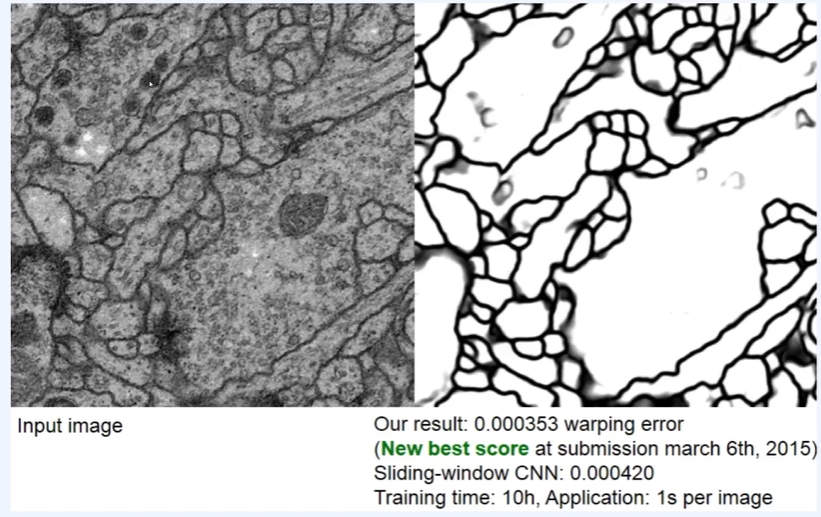 Input image
Our result: 0.000353 warping error
(New best score at submission march 6th, 2015)
Sliding-window CNN: 0.000420
Training time: 10h, Application: 1s per image